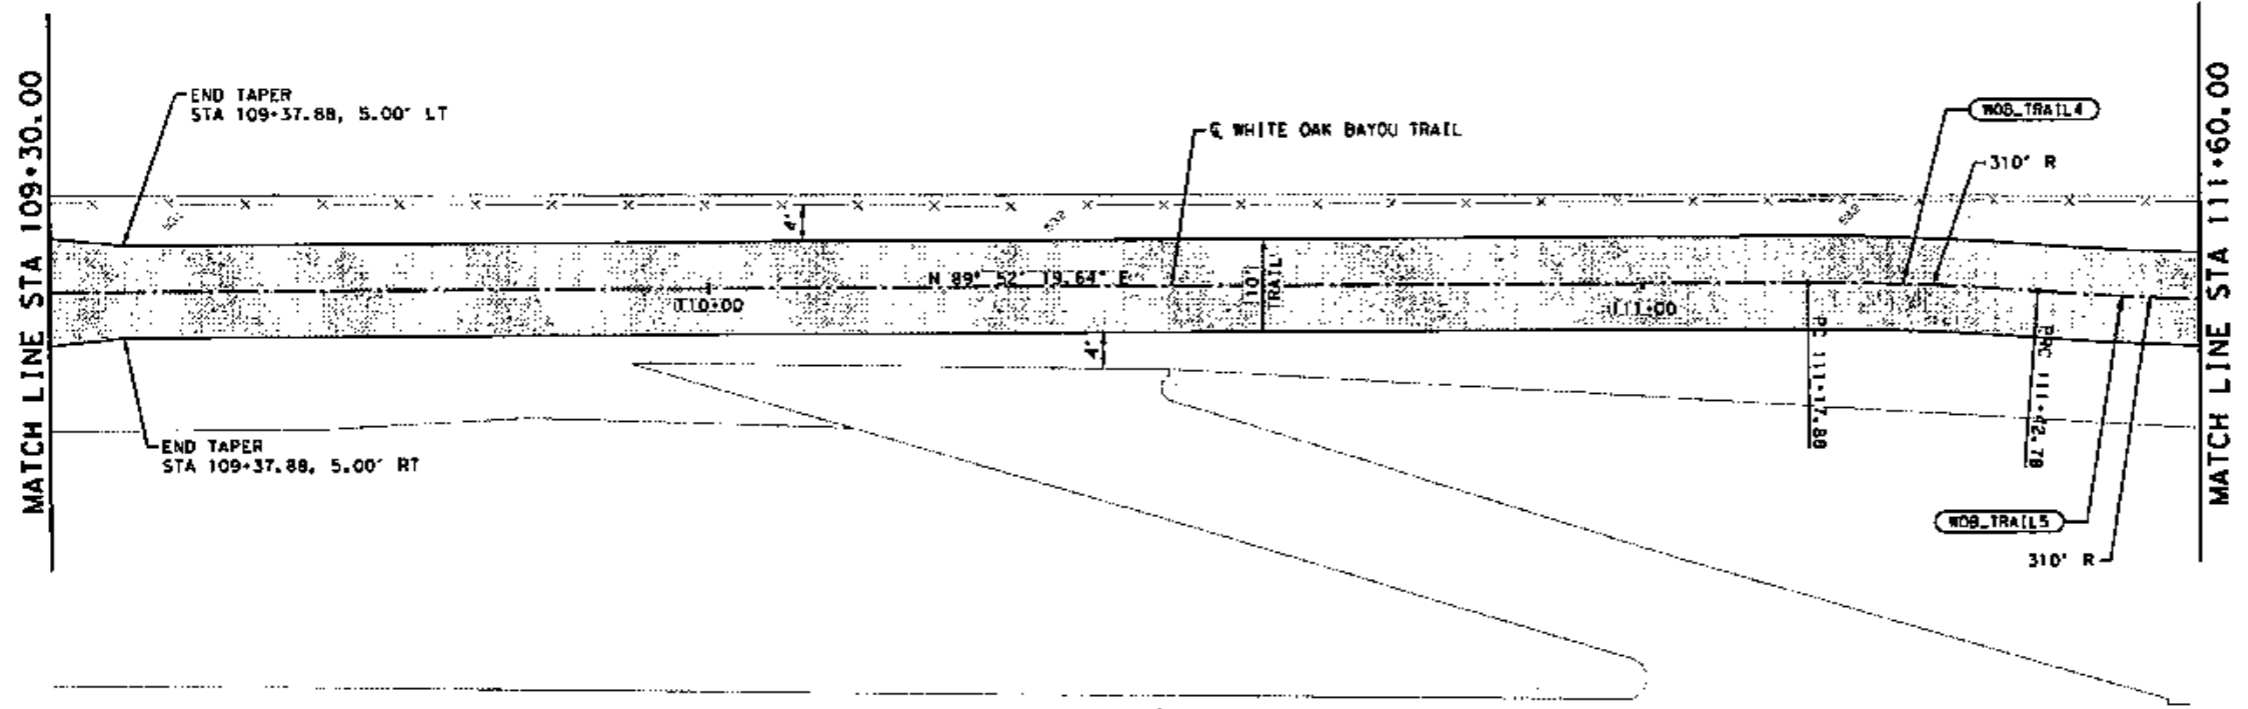 MATCH LINE STA 109+30.00
END TAPER
STA 109+37.88, 5.00' LT
℄ WHITE OAK BAYOU TRAIL
WOB_TRAIL4
310' R
MATCH LINE STA 111+60.00
4'
N 89° 52' 19.64" E
10'
TRAIL
110+00
111+00
4'
PC 111+17.88
PRC 111+42.78
END TAPER
STA 109+37.88, 5.00' RT
WOB_TRAIL5
310' R